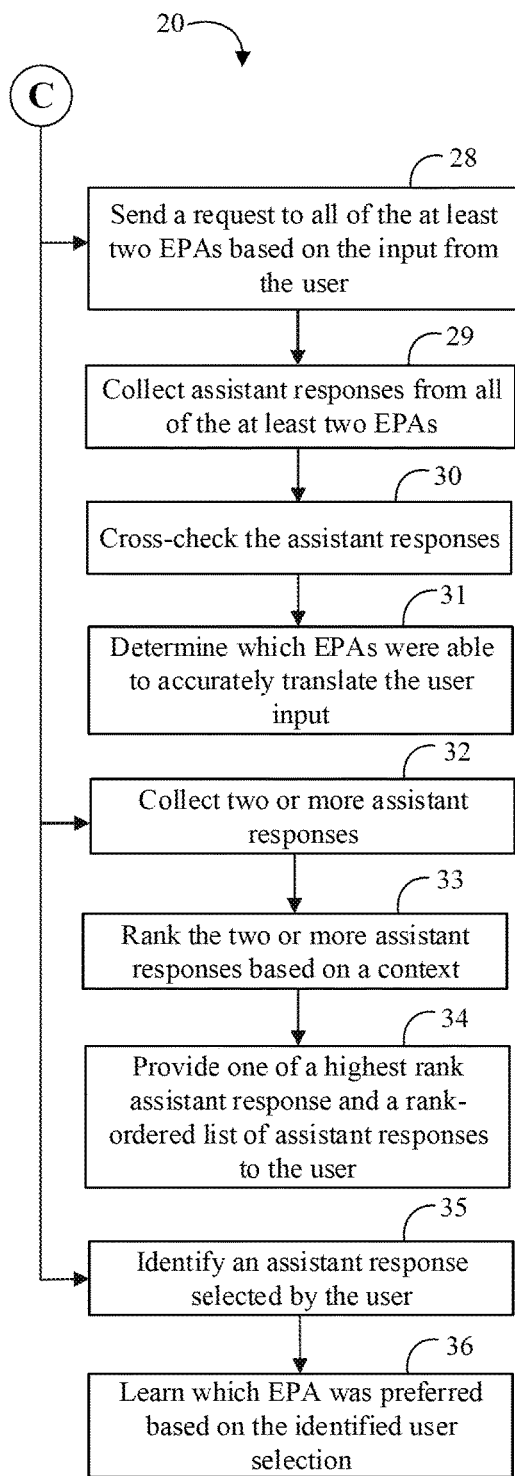 20
C
28
Send a request to all of the at least
two EPAs based on the input from
the user
29
Collect assistant responses from all
of the at least two EPAs
30
Cross-check the assistant responses
31
Determine which EPAs were able
to accurately translate the user
input
32
Collect two or more assistant
responses
33
Rank the two or more assistant
responses based on a context
34
Provide one of a highest rank
assistant response and a rank-
ordered list of assistant responses
to the user
35
Identify an assistant response
selected by the user
36
Learn which EPA was preferred
based on the identified user
selection